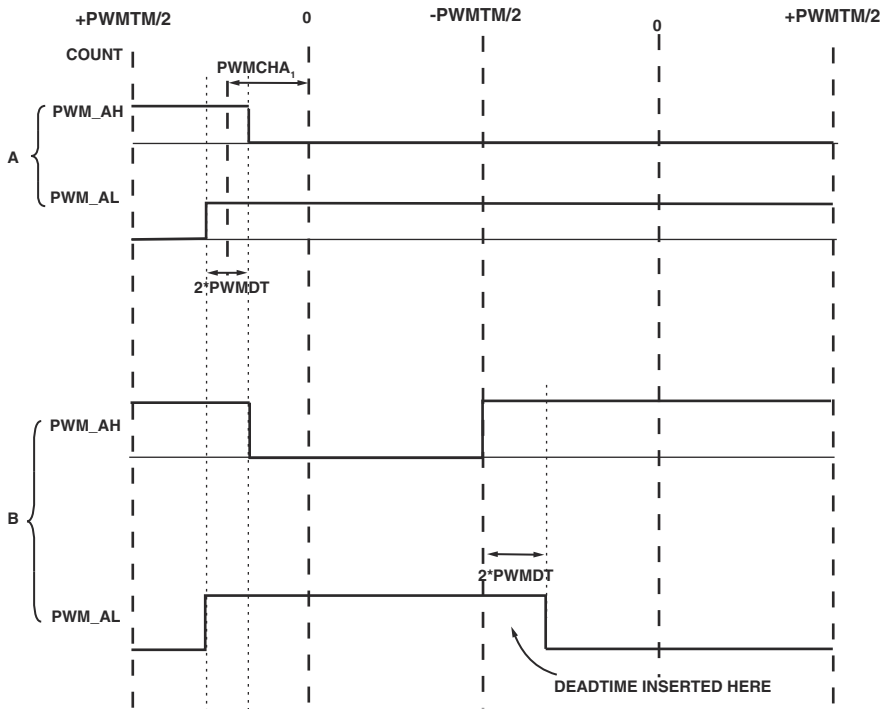 +PWMTM/2 0 -PWMTM/2 0 +PWMTM/2
COUNT
PWMCHA₁
PWM_AH
A
PWM_AL
2*PWMDT
PWM_AH
B
2*PWMDT
PWM_AL
DEADTIME INSERTED HERE